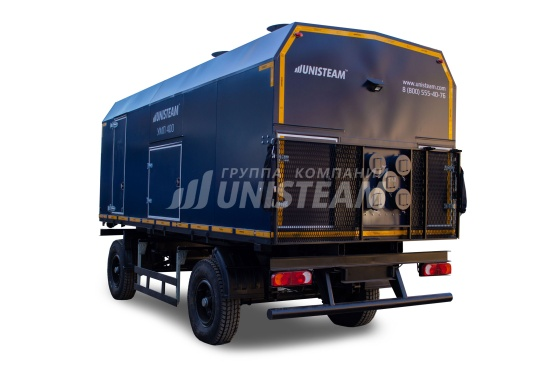 UNISTEAM
www.unisteam.com
8 (800) 555-40-76
UNISTEAM
УМП-400
ГРУППА КОМПАНИЙ
UNISTEAM